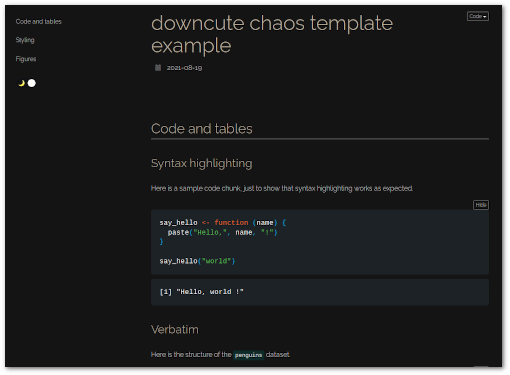 Code and tables
Styling
Figures
Code
downcute chaos template
example
2021-08-19
Code and tables
Syntax highlighting
Here is a sample code chunk, just to show that syntax highlighting works as expected.
Hide
say_hello <- function (name) {
  paste("Hello,", name, "!")
}
say_hello("world")
[1] "Hello, world !"
Verbatim
Here is the structure of the penguins dataset.